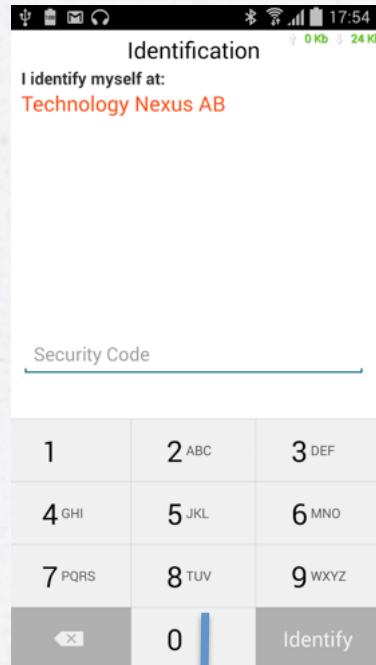 17:54
Identification
0 Kb 24 K
I identify myself at:
Technology Nexus AB
Security Code
1 2 ABC 3 DEF
4 GHI 5 JKL 6 MNO
7 PQRS 8 TUV 9 WXYZ
0 Identify